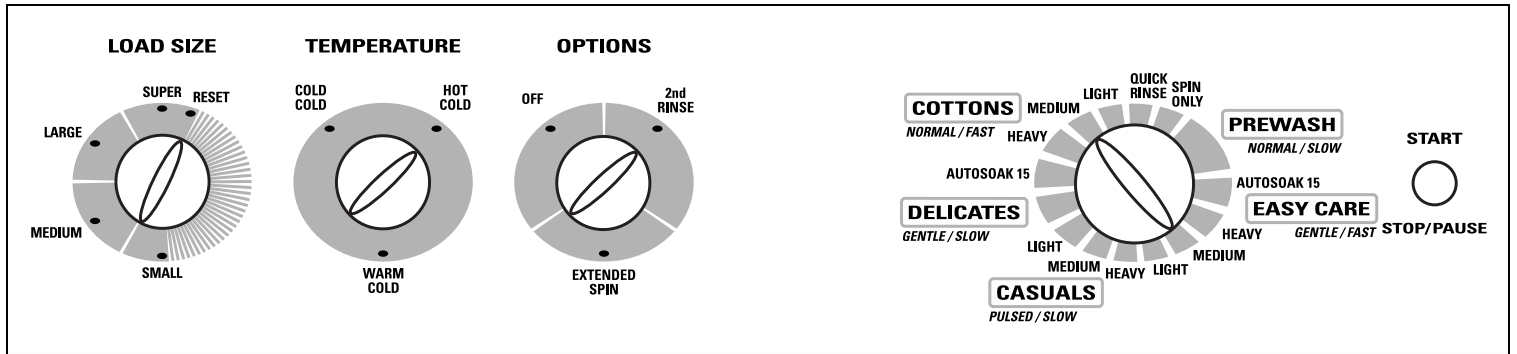 LOAD SIZE
SUPER
RESET
LARGE
MEDIUM
SMALL
TEMPERATURE
COLD
COLD
HOT
COLD
WARM
COLD
OPTIONS
OFF
2nd
RINSE
EXTENDED
SPIN
COTTONS
NORMAL / FAST
HEAVY
MEDIUM
LIGHT
QUICK
RINSE
SPIN
ONLY
PREWASH
NORMAL / SLOW
AUTOSOAK 15
EASY CARE
GENTLE / FAST
HEAVY
MEDIUM
LIGHT
HEAVY
MEDIUM
LIGHT
CASUALS
PULSED / SLOW
DELICATES
GENTLE / SLOW
AUTOSOAK 15
START
STOP/PAUSE